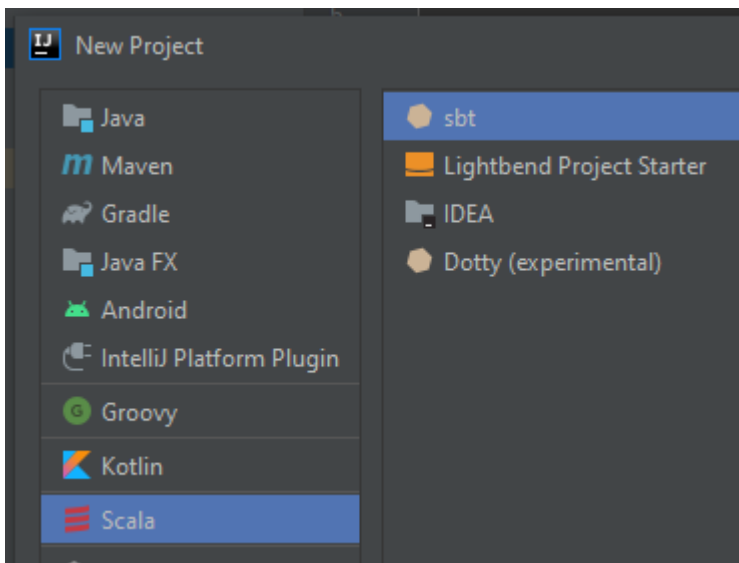 New Project
Java
Maven
Gradle
Java FX
Android
IntelliJ Platform Plugin
Groovy
Kotlin
Scala
sbt
Lightbend Project Starter
IDEA
Dotty (experimental)